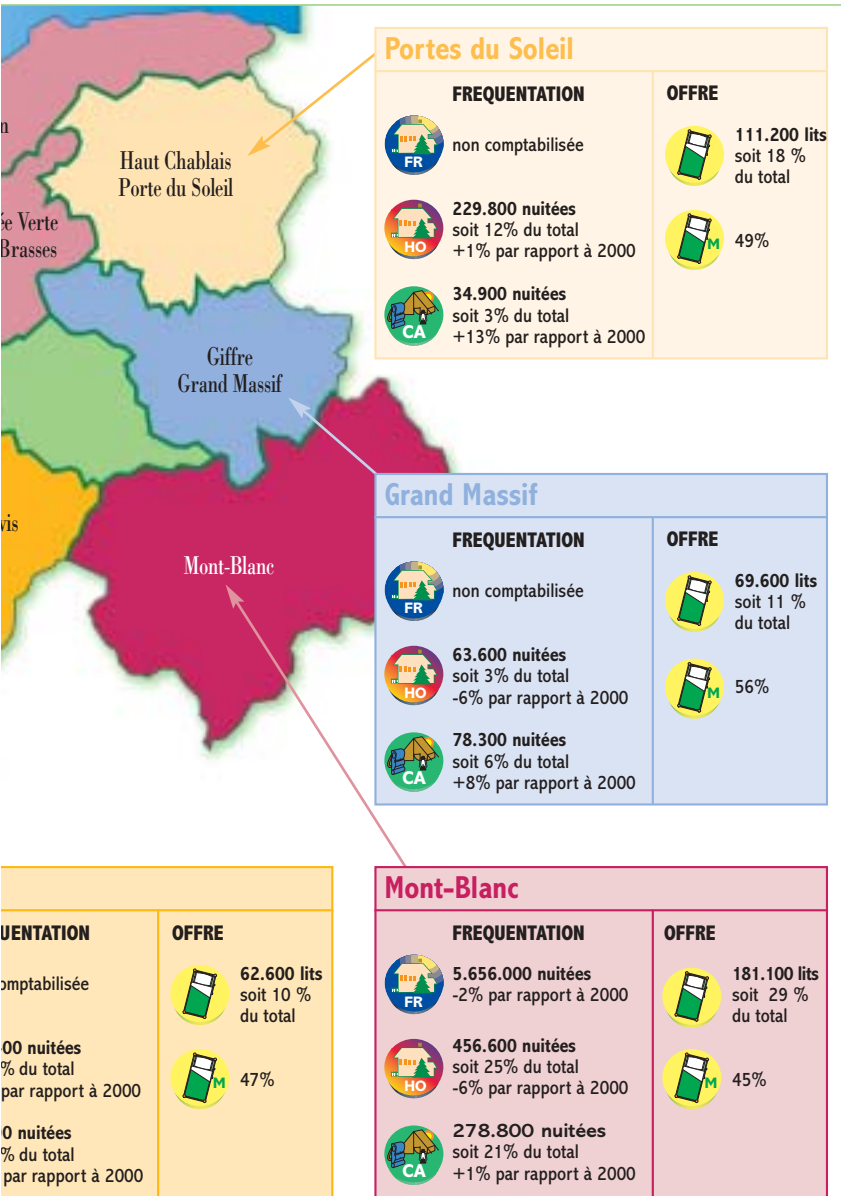 Haut Chablais
Porte du Soleil
Verte
Brasses
Giffre
Grand Massif
Mont-Blanc
Portes du Soleil
FREQUENTATION
FR
non comptabilisée
HO
229.800 nuitées
soit 12% du total
+1% par rapport à 2000
CA
34.900 nuitées
soit 3% du total
+13% par rapport à 2000
OFFRE
111.200 lits
soit 18 %
du total
M
49%
Grand Massif
FREQUENTATION
FR
non comptabilisée
HO
63.600 nuitées
soit 3% du total
-6% par rapport à 2000
CA
78.300 nuitées
soit 6% du total
+8% par rapport à 2000
OFFRE
69.600 lits
soit 11 %
du total
M
56%
UENTATION
omptabilisée
00 nuitées
% du total
par rapport à 2000
0 nuitées
% du total
par rapport à 2000
OFFRE
62.600 lits
soit 10 %
du total
M
47%
Mont-Blanc
FREQUENTATION
FR
5.656.000 nuitées
-2% par rapport à 2000
HO
456.600 nuitées
soit 25% du total
-6% par rapport à 2000
CA
278.800 nuitées
soit 21% du total
+1% par rapport à 2000
OFFRE
181.100 lits
soit 29 %
du total
M
45%